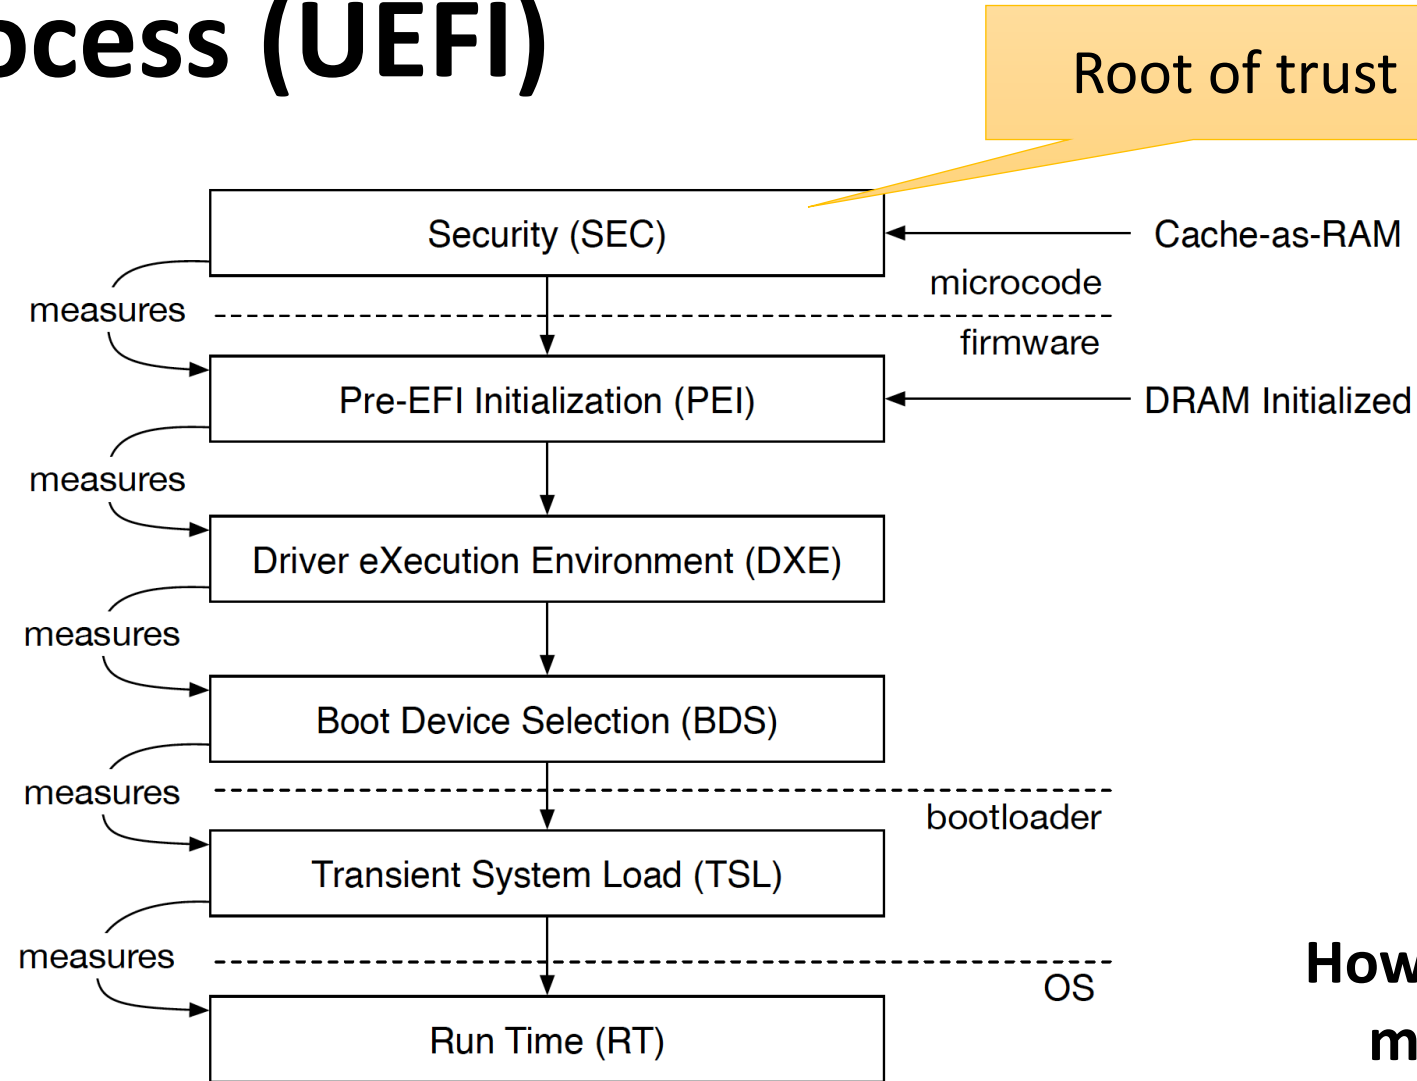 ocess (UEFI)
Root of trust
Security (SEC)
Cache-as-RAM
microcode
measures
firmware
Pre-EFI Initialization (PEI)
DRAM Initialized
measures
Driver eXecution Environment (DXE)
measures
Boot Device Selection (BDS)
measures
bootloader
Transient System Load (TSL)
measures
OS
How
Run Time (RT)
m